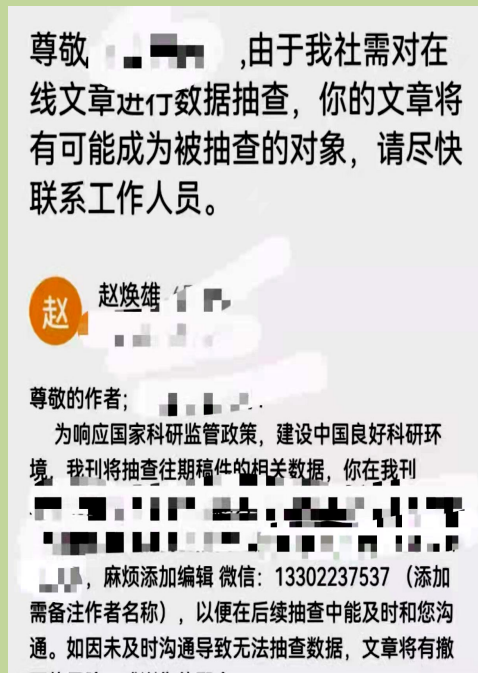 尊敬
,由于我社需对在
线文章进行数据抽查，你的文章将
有可能成为被抽查的对象，请尽快
联系工作人员。
赵
赵焕雄
尊敬的作者；
为响应国家科研监管政策，建设中国良好科研环
境，我刊将抽查往期稿件的相关数据，你在我刊
，麻烦添加编辑 微信：13302237537 （添加
需备注作者名称），以便在后续抽查中能及时和您沟
通。如因未及时沟通导致无法抽查数据，文章将有撤